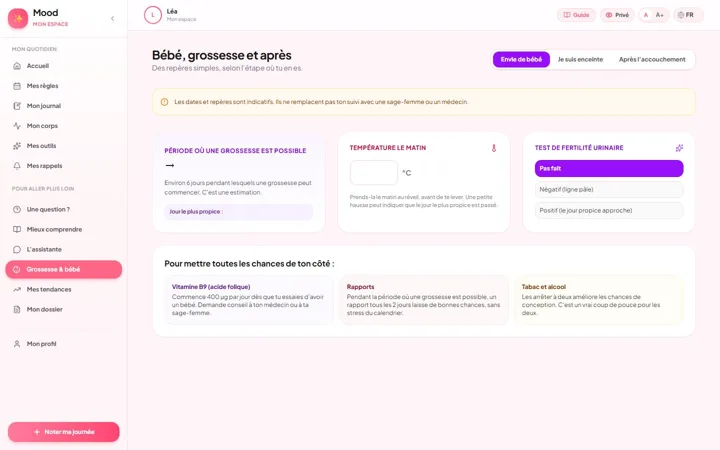 Mood
MON ESPACE
MON QUOTIDIEN
Accueil
Mes règles
Mon journal
Mon corps
Mes outils
Mes rappels
POUR ALLER PLUS LOIN
Une question ?
Mieux comprendre
L'assistante
Grossesse & bébé
Mes tendances
Mon dossier
Mon profil
Noter ma journée
L
Léa
Mon espace
Guide
Privé
A
A+
FR
Bébé, grossesse et après
Des repères simples, selon l'étape où tu en es.
Envie de bébé
Je suis enceinte
Après l'accouchement
Les dates et repères sont indicatifs. Ils ne remplacent pas ton suivi avec une sage-femme ou un médecin.
PÉRIODE OÙ UNE GROSSESSE EST POSSIBLE
→
Environ 6 jours pendant lesquels une grossesse peut
commencer. C'est une estimation.
Jour le plus propice :
TEMPÉRATURE LE MATIN
°C
Prends-la le matin au réveil, avant de te lever. Une petite
hausse peut indiquer que le jour le plus propice est passé.
TEST DE FERTILITÉ URINAIRE
Pas fait
Négatif (ligne pâle)
Positif (le jour propice approche)
Pour mettre toutes les chances de ton côté :
Vitamine B9 (acide folique)
Commence 400 µg par jour dès que tu essaies d'avoir
un bébé. Demande conseil à ton médecin ou à ta
sage-femme.
Rapports
Pendant la période où une grossesse est possible, un
rapport tous les 2 jours laisse de bonnes chances, sans
stress du calendrier.
Tabac et alcool
Les arrêter à deux améliore les chances de
conception. C'est un vrai coup de pouce pour les
deux.